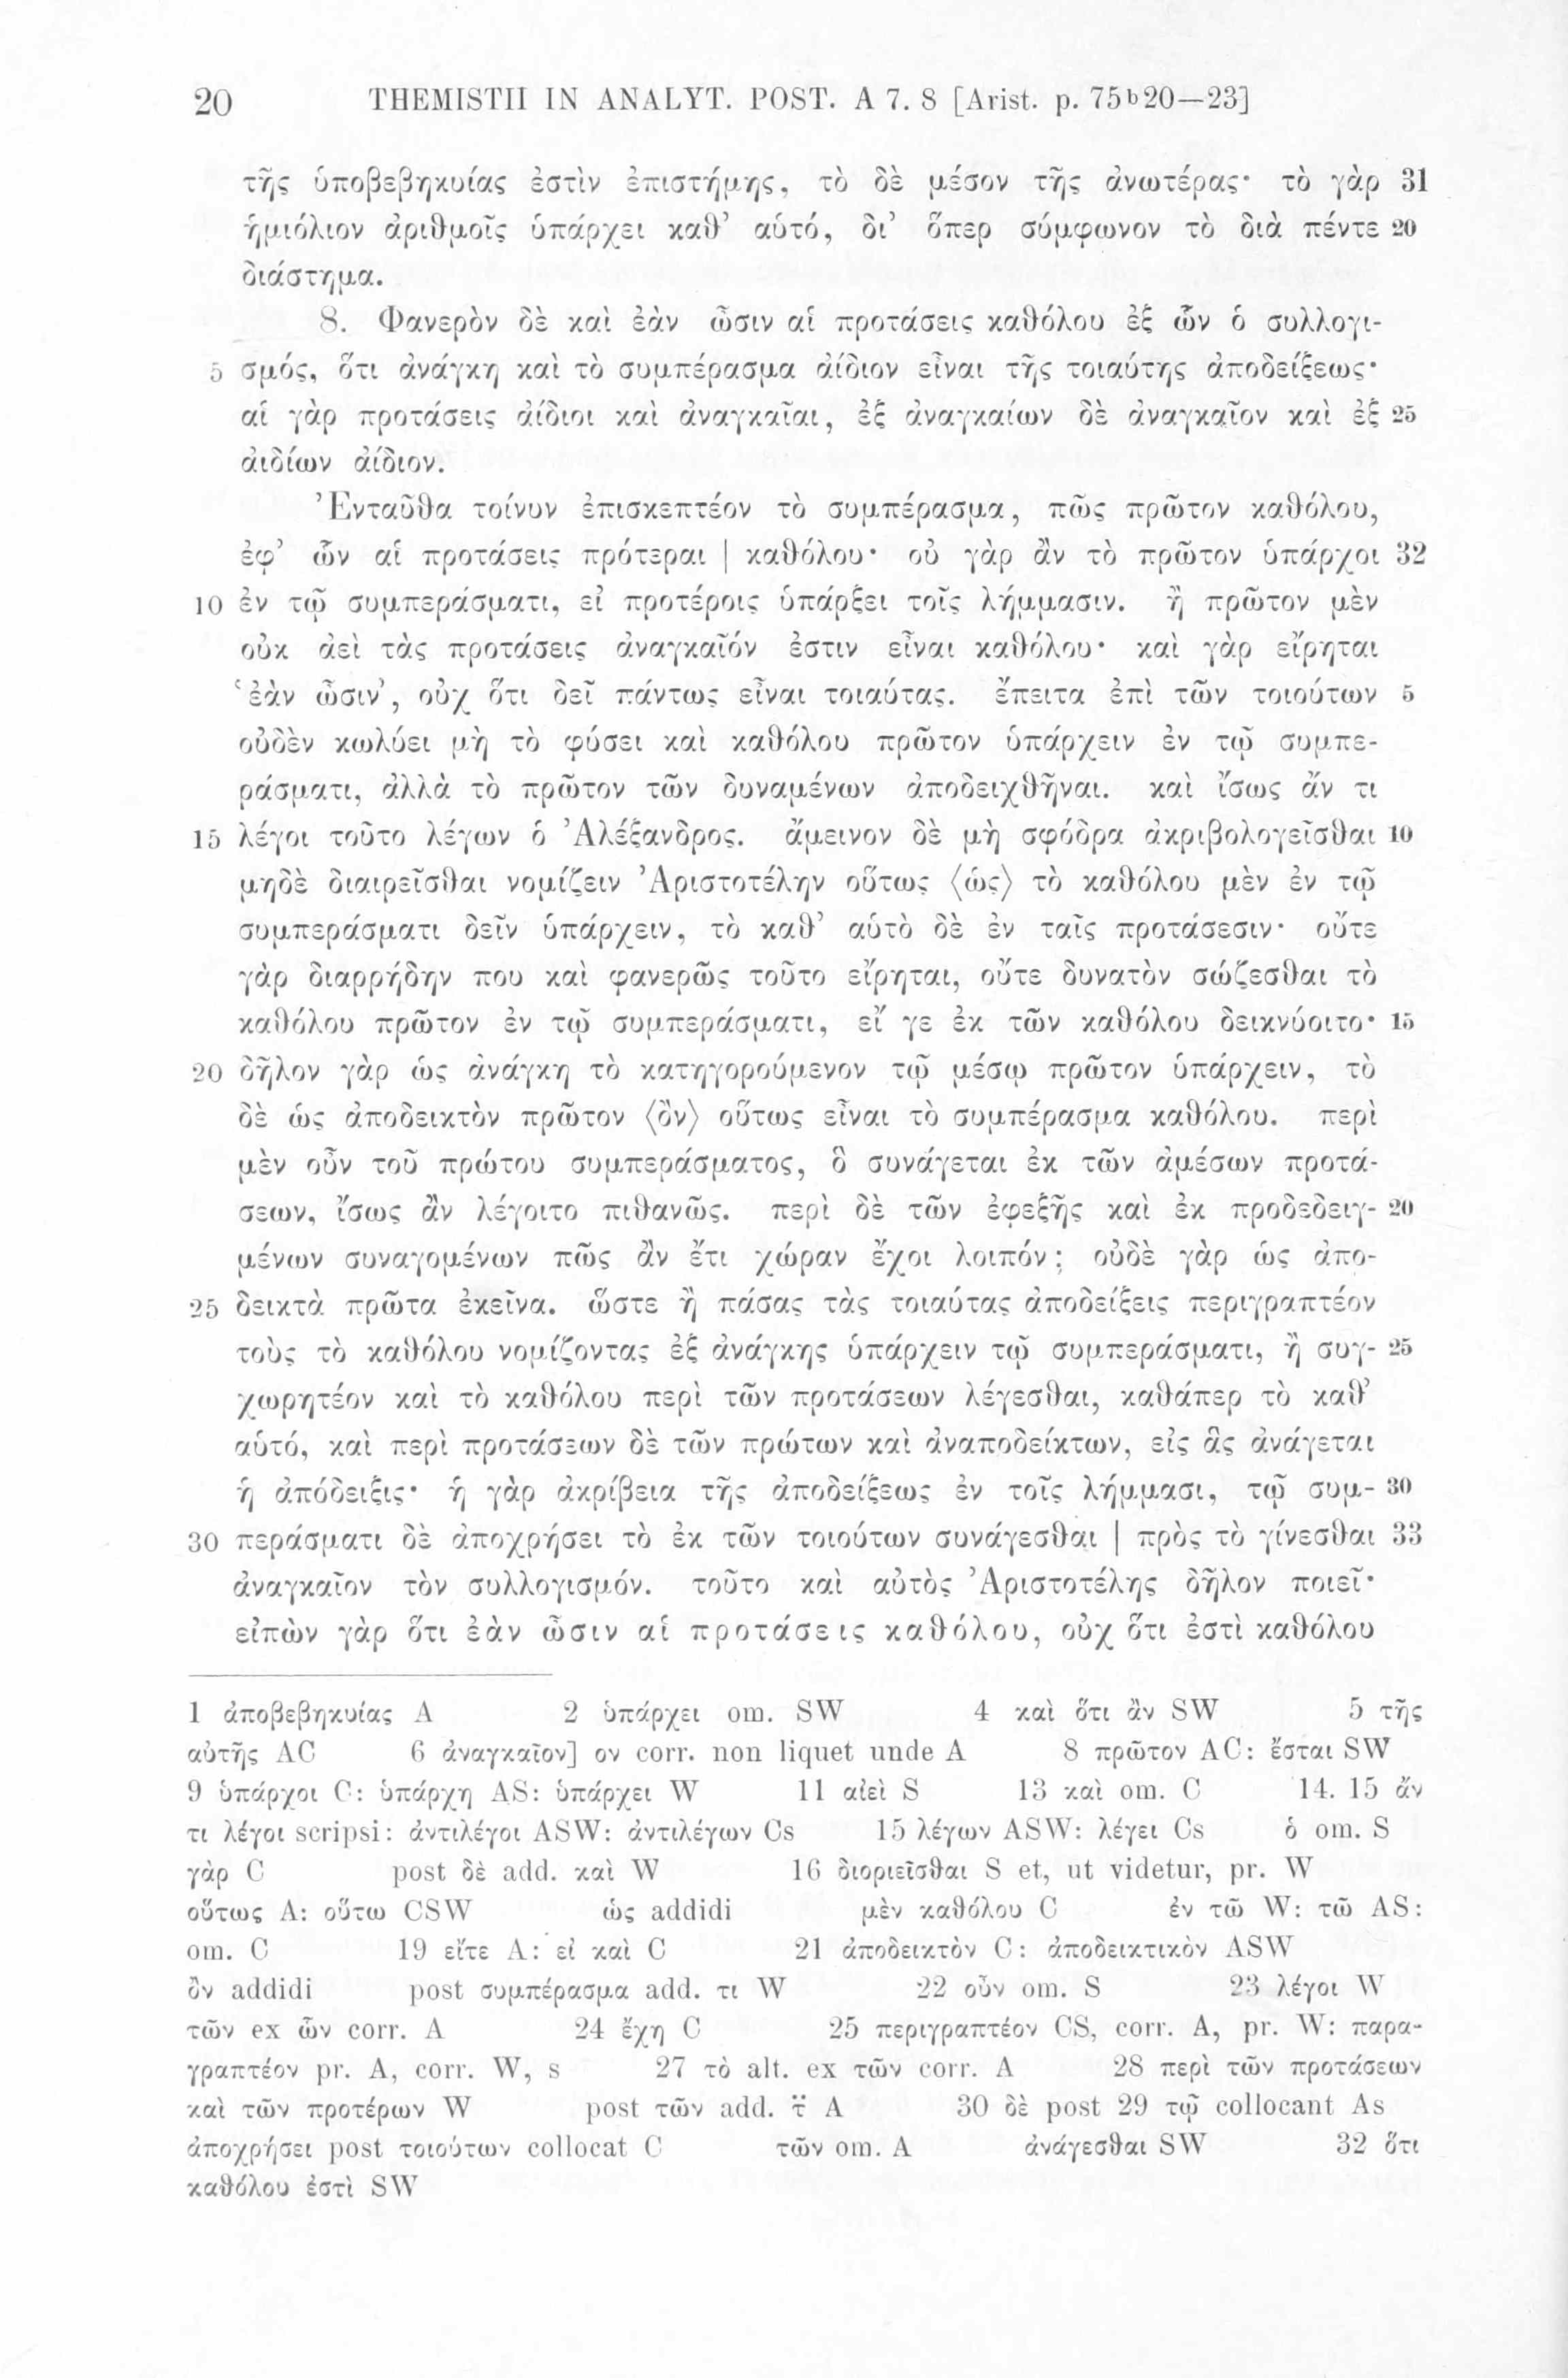 20 THEMISTII IN ANALYT. POST. A 7. 8 [Arist. p. 75b20—23]
τῆς ὑποβεβηκυίας ἐστὶν ἐπιστήμης, τὸ δὲ μέσον τῆς ἀνωτέρας· τὸ γὰρ 31
ἡμιόλιον ἀριθμοῖς ὑπάρχει καθ’ αὑτό, δι’ ὅπερ σύμφωνον τὸ διὰ πέντε 20
διάστημα.
8. Φανερὸν δὲ καὶ ἐὰν ὦσιν αἱ προτάσεις καθόλου ἐξ ὧν ὁ συλλογι-
5 σμός, ὅτι ἀνάγκη καὶ τὸ συμπέρασμα ἀίδιον εἶναι τῆς τοιαύτης ἀποδείξεως·
αἱ γὰρ προτάσεις ἀίδιοι καὶ ἀναγκαῖαι, ἐξ ἀναγκαίων δὲ ἀναγκαῖον καὶ ἐξ 25
ἀιδίων ἀίδιον.
Ἐνταῦθα τοίνυν ἐπισκεπτέον τὸ συμπέρασμα, πῶς πρῶτον καθόλου,
ἐφ’ ὧν αἱ προτάσεις πρότεραι | καθόλου· οὐ γὰρ ἂν τὸ πρῶτον ὑπάρχοι 32
10 ἐν τῷ συμπεράσματι, εἰ προτέροις ὑπάρξει τοῖς λήμμασιν. ἢ πρῶτον μὲν
οὐκ ἀεὶ τὰς προτάσεις ἀναγκαῖόν ἐστιν εἶναι καθόλου· καὶ γὰρ εἴρηται
‘ἐὰν ὦσιν’, οὐχ ὅτι δεῖ πάντως εἶναι τοιαύτας. ἔπειτα ἐπὶ τῶν τοιούτων 5
οὐδὲν κωλύει μὴ τὸ φύσει καὶ καθόλου πρῶτον ὑπάρχειν ἐν τῷ συμπε-
ράσματι, ἀλλὰ τὸ πρῶτον τῶν δυναμένων ἀποδειχθῆναι. καὶ ἴσως ἄν τι
15 λέγοι τοῦτο λέγων ὁ Ἀλέξανδρος. ἄμεινον δὲ μὴ σφόδρα ἀκριβολογεῖσθαι 10
μηδὲ διαιρεῖσθαι νομίζειν Ἀριστοτέλην οὕτως ⟨ὡς⟩ τὸ καθόλου μὲν ἐν τῷ
συμπεράσματι δεῖν ὑπάρχειν, τὸ καθ’ αὑτὸ δὲ ἐν ταῖς προτάσεσιν· οὔτε
γὰρ διαρρήδην που καὶ φανερῶς τοῦτο εἴρηται, οὔτε δυνατὸν σώζεσθαι τὸ
καθόλου πρῶτον ἐν τῷ συμπεράσματι, εἴ γε ἐκ τῶν καθόλου δεικνύοιτο· 15
20 δῆλον γὰρ ὡς ἀνάγκη τὸ κατηγορούμενον τῷ μέσῳ πρῶτον ὑπάρχειν, τὸ
δὲ ὡς ἀποδεικτὸν πρῶτον ⟨ὂν⟩ οὕτως εἶναι τὸ συμπέρασμα καθόλου. περὶ
μὲν οὖν τοῦ πρώτου συμπεράσματος, ὃ συνάγεται ἐκ τῶν ἀμέσων προτά-
σεων, ἴσως ἂν λέγοιτο πιθανῶς. περὶ δὲ τῶν ἐφεξῆς καὶ ἐκ προδεδειγ- 20
μένων συναγομένων πῶς ἂν ἔτι χώραν ἔχοι λοιπόν; οὐδὲ γὰρ ὡς ἀπο-
25 δεικτὰ πρῶτα ἐκεῖνα. ὥστε ἢ πάσας τὰς τοιαύτας ἀποδείξεις περιγραπτέον
τοὺς τὸ καθόλου νομίζοντας ἐξ ἀνάγκης ὑπάρχειν τῷ συμπεράσματι, ἢ συγ- 25
χωρητέον καὶ τὸ καθόλου περὶ τῶν προτάσεων λέγεσθαι, καθάπερ τὸ καθ’
αὑτό, καὶ περὶ προτάσεων δὲ τῶν πρώτων καὶ ἀναποδείκτων, εἰς ἃς ἀνάγεται
ἡ ἀπόδειξις· ἡ γὰρ ἀκρίβεια τῆς ἀποδείξεως ἐν τοῖς λήμμασι, τῷ συμ- 30
30 περάσματι δὲ ἀποχρήσει τὸ ἐκ τῶν τοιούτων συνάγεσθαι | πρὸς τὸ γίνεσθαι 33
ἀναγκαῖον τὸν συλλογισμόν. τοῦτο καὶ αὐτὸς Ἀριστοτέλης δῆλον ποιεῖ·
εἰπὼν γὰρ ὅτι ἐὰν ὦσιν αἱ προτάσεις καθόλου, οὐχ ὅτι ἐστὶ καθόλου
1 ἀποβεβηκυίας A 2 ὑπάρχει om. SW 4 καὶ ὅτι ἂν SW 5 τῆς
αὐτῆς AC 6 ἀναγκαῖον] ον corr. non liquet unde A 8 πρῶτον AC: ἔσται SW
9 ὑπάρχοι C: ὑπάρχη AS: ὑπάρχει W 11 αἰεὶ S 13 καὶ om. C 14. 15 ἄν
τι λέγοι scripsi: ἀντιλέγοι ASW: ἀντιλέγων Cs 15 λέγων ASW: λέγει Cs ὁ om. S
γὰρ C post δὲ add. καὶ W 16 διοριεῖσθαι S et, ut videtur, pr. W
οὕτως A: οὕτω CSW ὡς addidi μὲν καθόλου C ἐν τῶ W: τῶ AS:
om. C 19 εἴτε A: εἰ καὶ C 21 ἀποδεικτὸν C: ἀποδεικτικὸν ASW
ὂν addidi post συμπέρασμα add. τι W 22 οὖν om. S 23 λέγοι W
τῶν ex ὧν corr. A 24 ἔχη C 25 περιγραπτέον CS, corr. A, pr. W: παρα-
γραπτέον pr. A, corr. W, s 27 τὸ alt. ex τῶν corr. A 28 περὶ τῶν προτάσεων
καὶ τῶν προτέρων W post τῶν add. A 30 δὲ post 29 τῷ collocant As
ἀποχρήσει post τοιούτων collocat C τῶν om. A ἀνάγεσθαι SW 32 ὅτι
καθόλου ἐστὶ SW